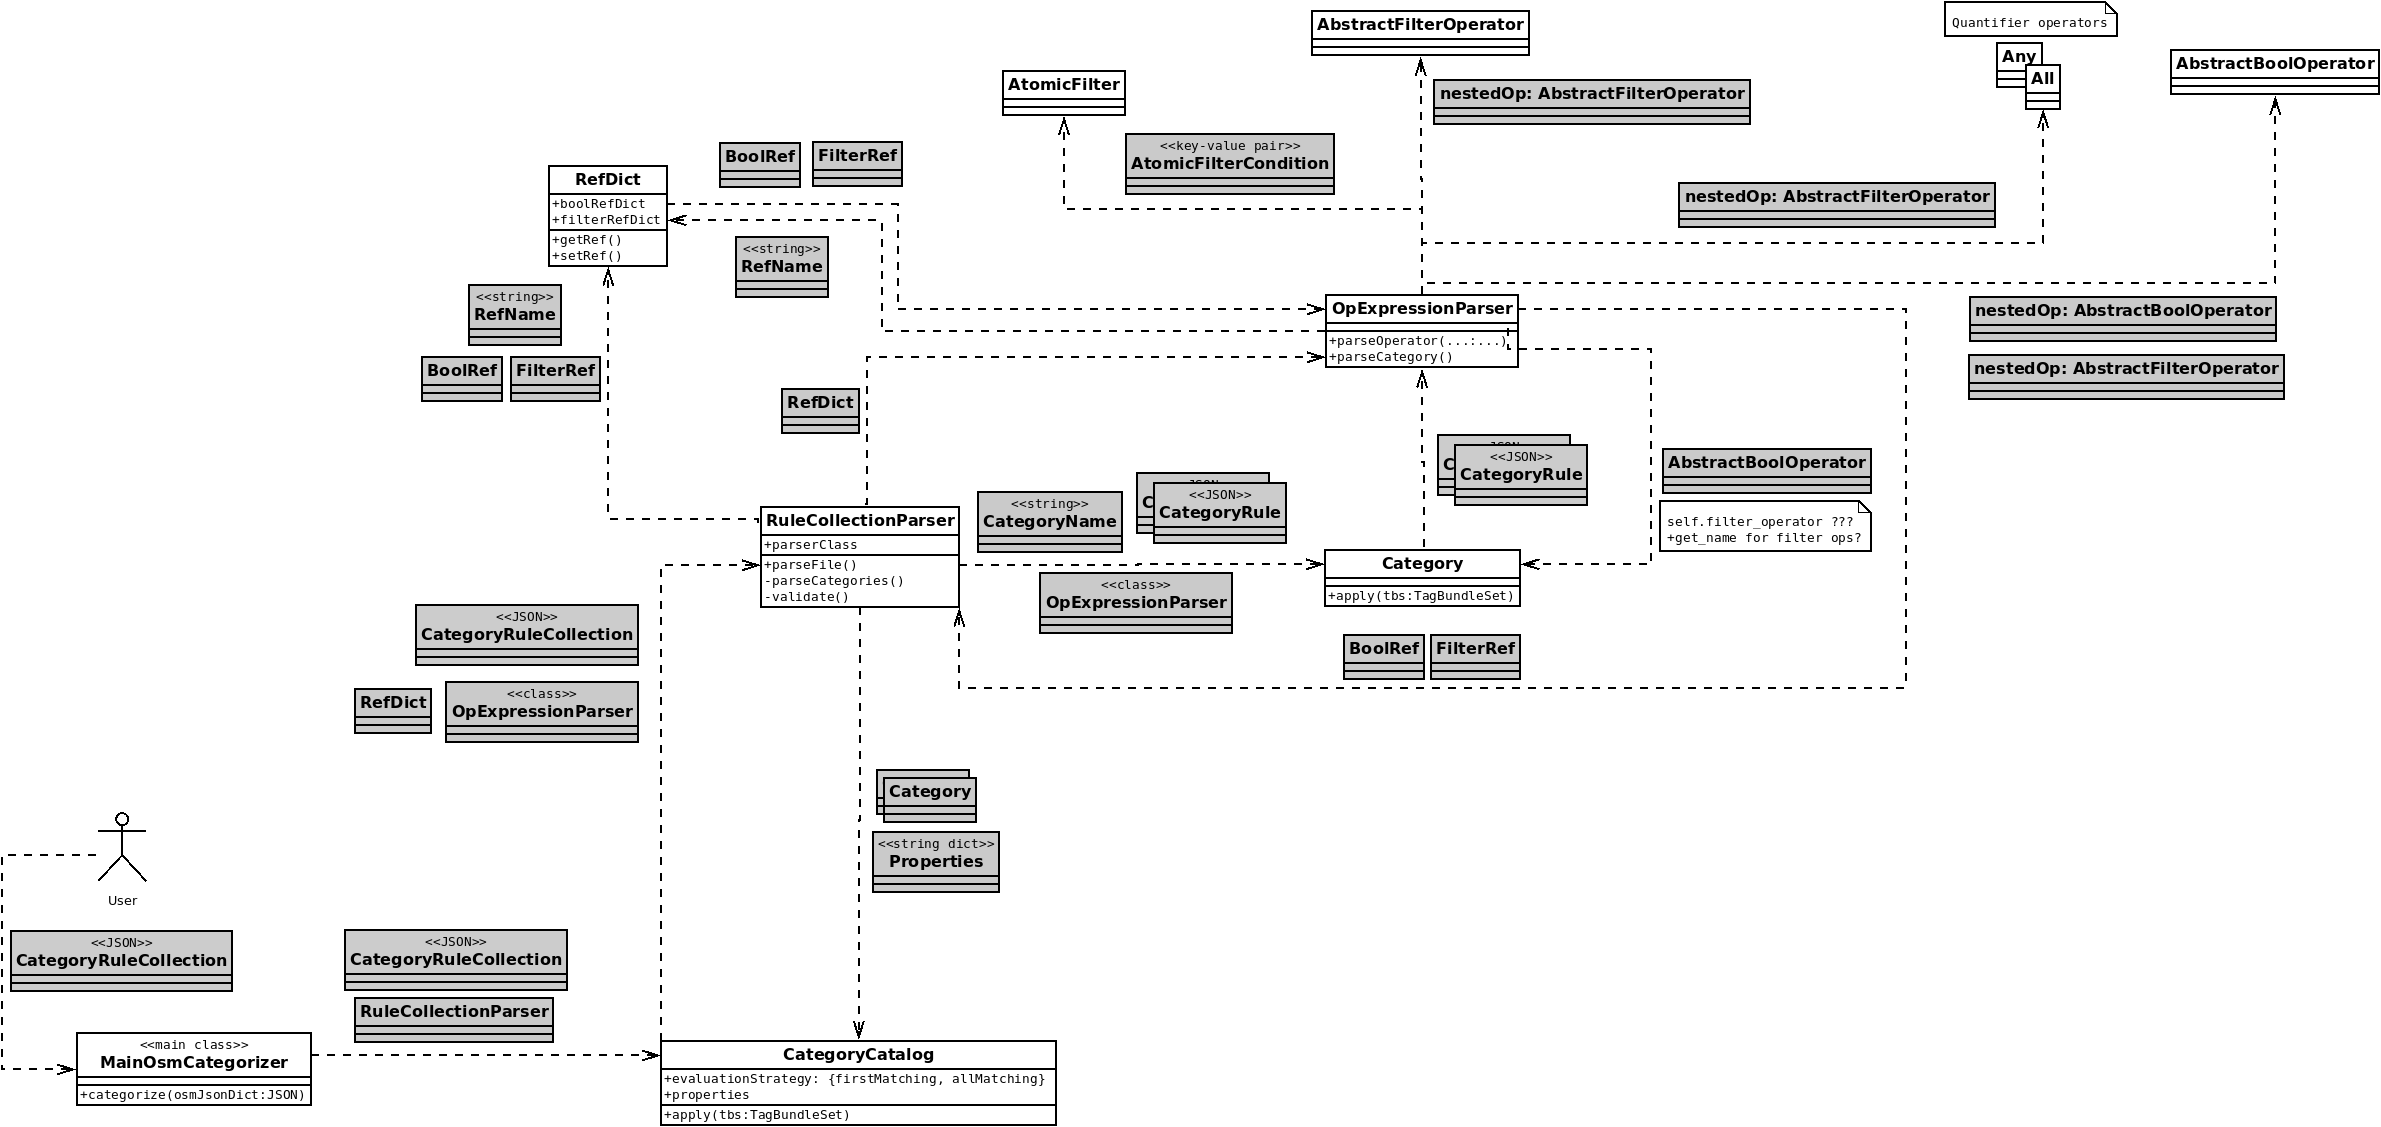 AbstractFilterOperator
Quantifier operators
Any
All
AbstractBoolOperator
AtomicFilter
nestedOp: AbstractFilterOperator
<<key-value pair>>
AtomicFilterCondition
BoolRef
FilterRef
RefDict
+boolRefDict
+filterRefDict
+getRef()
+setRef()
nestedOp: AbstractFilterOperator
<<string>>
RefName
<<string>>
RefName
OpExpressionParser
+parseOperator(...:...)
+parseCategory()
nestedOp: AbstractBoolOperator
nestedOp: AbstractFilterOperator
BoolRef
FilterRef
RefDict
<<JSON>>
CategoryRule
AbstractBoolOperator
self.filter_operator ???
+get_name for filter ops?
RuleCollectionParser
+parserClass
+parseFile()
-parseCategories()
-validate()
<<string>>
CategoryName
<<JSON>>
CategoryRule
<<class>>
OpExpressionParser
Category
+apply(tbs:TagBundleSet)
BoolRef
FilterRef
<<JSON>>
CategoryRuleCollection
RefDict
<<class>>
OpExpressionParser
Category
<<string dict>>
Properties
User
<<JSON>>
CategoryRuleCollection
<<JSON>>
CategoryRuleCollection
RuleCollectionParser
<<main class>>
MainOsmCategorizer
+categorize(osmJsonDict:JSON)
CategoryCatalog
+evaluationStrategy: {firstMatching, allMatching}
+properties
+apply(tbs:TagBundleSet)